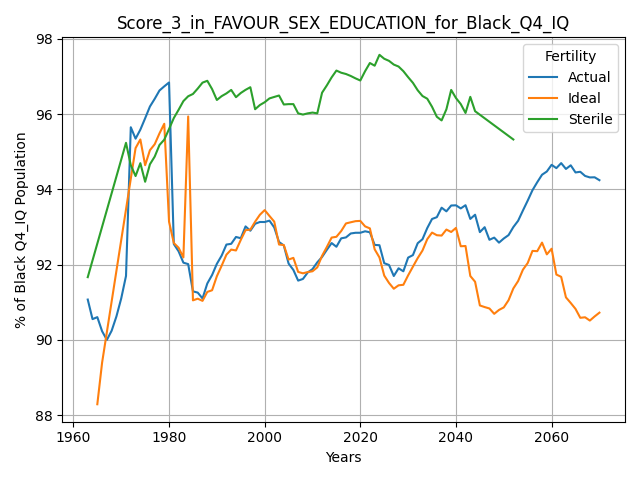 Score_3_in_FAVOUR_SEX_EDUCATION_for_Black_Q4_IQ
% of Black Q4_IQ Population
98
96
94
92
90
88
Fertility
Actual
Ideal
Sterile
1960
1980
2000
2020
2040
2060
Years